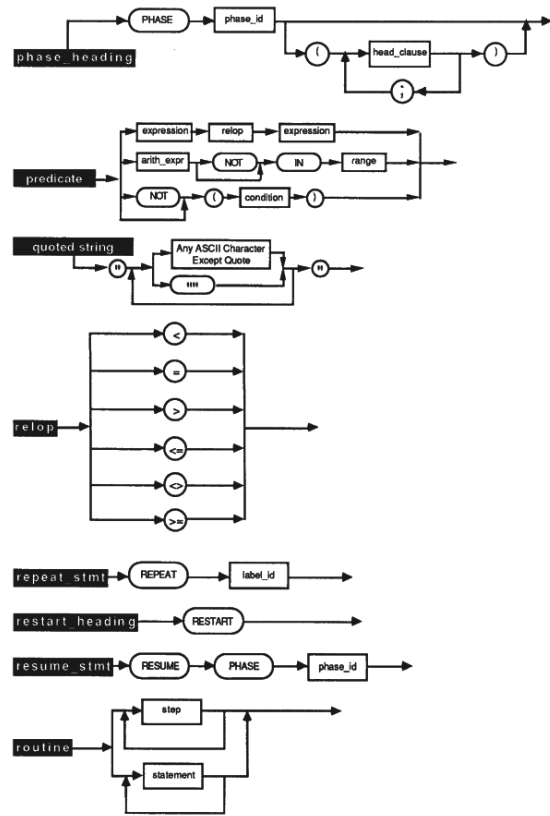 PHASE phase_id
( head_clause )
phase_heading
;
expression relop expression
arith_expr NOT IN range
predicate
NOT ( condition )
quoted string
" Any ASCII Character "
Except Quote
""
<
=
>
relop
<=
<>
>=
repeat_stmt REPEAT label_id
restart_heading RESTART
resume_stmt RESUME PHASE phase_id
step
routine
statement